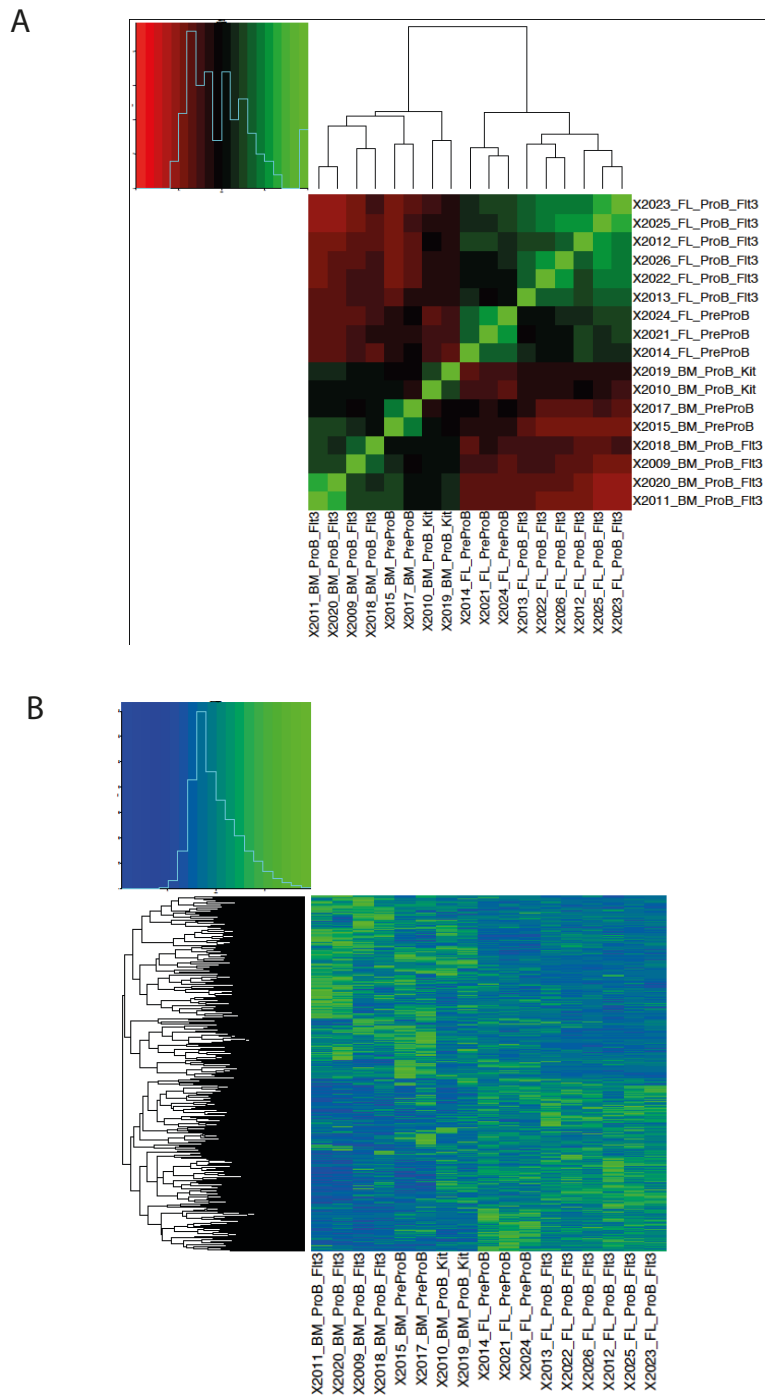 A
X2023_FL_ProB_Flt3
X2025_FL_ProB_Flt3
X2012_FL_ProB_Flt3
X2026_FL_ProB_Flt3
X2022_FL_ProB_Flt3
X2013_FL_ProB_Flt3
X2024_FL_PreProB
X2021_FL_PreProB
X2014_FL_PreProB
X2019_BM_ProB_Kit
X2010_BM_ProB_Kit
X2017_BM_PreProB
X2015_BM_PreProB
X2018_BM_ProB_Flt3
X2009_BM_ProB_Flt3
X2020_BM_ProB_Flt3
X2011_BM_ProB_Flt3
X2011_BM_ProB_Flt3
X2020_BM_ProB_Flt3
X2009_BM_ProB_Flt3
X2018_BM_ProB_Flt3
X2015_BM_PreProB
X2017_BM_PreProB
X2010_BM_ProB_Kit
X2019_BM_ProB_Kit
X2014_FL_PreProB
X2021_FL_PreProB
X2024_FL_PreProB
X2013_FL_ProB_Flt3
X2022_FL_ProB_Flt3
X2026_FL_ProB_Flt3
X2012_FL_ProB_Flt3
X2025_FL_ProB_Flt3
X2023_FL_ProB_Flt3
B
X2011_BM_ProB_Flt3
X2020_BM_ProB_Flt3
X2009_BM_ProB_Flt3
X2018_BM_ProB_Flt3
X2015_BM_PreProB
X2017_BM_PreProB
X2010_BM_ProB_Kit
X2019_BM_ProB_Kit
X2014_FL_PreProB
X2021_FL_PreProB
X2024_FL_PreProB
X2013_FL_ProB_Flt3
X2022_FL_ProB_Flt3
X2026_FL_ProB_Flt3
X2012_FL_ProB_Flt3
X2025_FL_ProB_Flt3
X2023_FL_ProB_Flt3